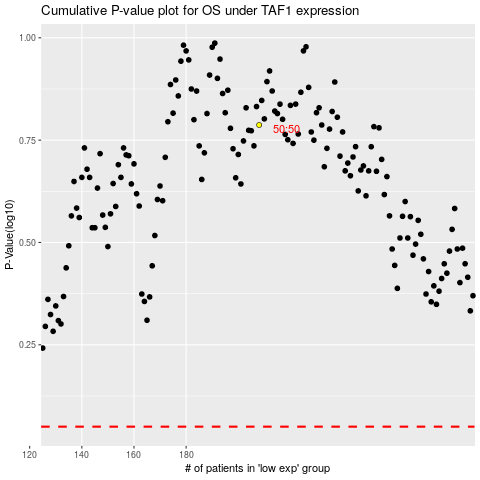 Cumulative P-value plot for OS under TAF1 expression
P-Value(log10)
1.00
0.75
0.50
0.25
50:50
120 140 160 180
# of patients in 'low exp' group